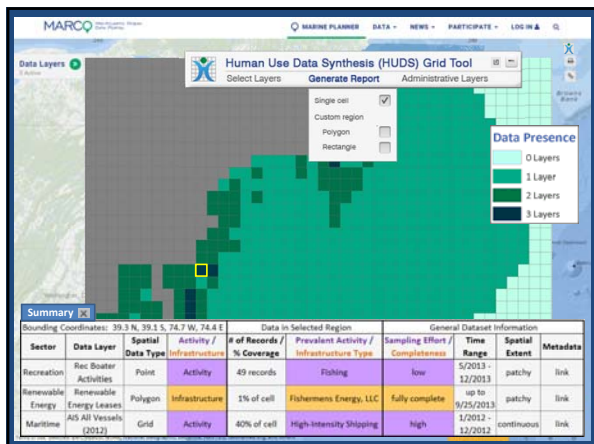 MARCO
MARINE PLANNER DATA NEWS PARTICIPATE LOG IN
Data Layers
Human Use Data Synthesis (HUDS) Grid Tool
Select Layers Generate Report Administrative Layers
Single cell
Custom region
Polygon
Rectangle
Browns
Bank
Data Presence
0 Layers
1 Layer
2 Layers
3 Layers
Summary
Bounding Coordinates: 39.3 N, 39.1 S, 74.7 W, 74.4 E Data in Selected Region General Dataset Information
Sector Data Layer Spatial Data Type Activity / Infrastructure # of Records / % Coverage Prevalent Activity / Infrastructure Type Sampling Effort / Completeness Time Range Spatial Extent Metadata
Recreation Rec Boater Activities Point Activity 49 records Fishing low 5/2013 - 12/2013 patchy link
Renewable Energy Renewable Energy Leases Polygon Infrastructure 1% of cell Fishermens Energy, LLC fully complete up to 9/25/2013 patchy link
Maritime AIS All Vessels (2012) Grid Activity 40% of cell High-Intensity Shipping high 1/2012 - 12/2012 continuous link